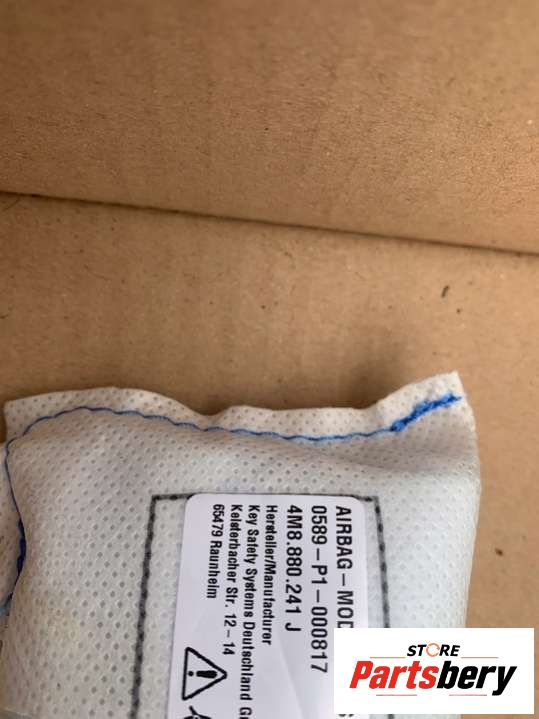 AIRBAG-MOD
0589-P1-000817
4M8.880.241 J
Hersteller/Manufacturer
Key Safety Systems Deutschland G
Kelsterbacher Str. 12-14
65479 Raunheim
STORE
Partsbery